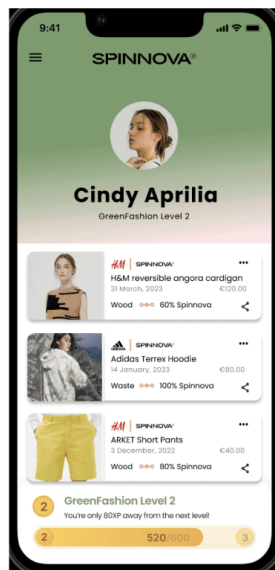 9:41
SPINNOVA®
Cindy Aprilia
GreenFashion Level 2
H&M | SPINNOVA®
H&M reversible angora cardigan
31 March, 2023 €120.00
Wood 60% Spinnova
adidas | SPINNOVA®
Adidas Terrex Hoodie
14 January, 2023 €80.00
Waste 100% Spinnova
H&M | SPINNOVA®
ARKET Short Pants
3 December, 2022 €40.00
Wood 80% Spinnova
2 GreenFashion Level 2
You're only 80XP away from the next level!
2 520/600 3